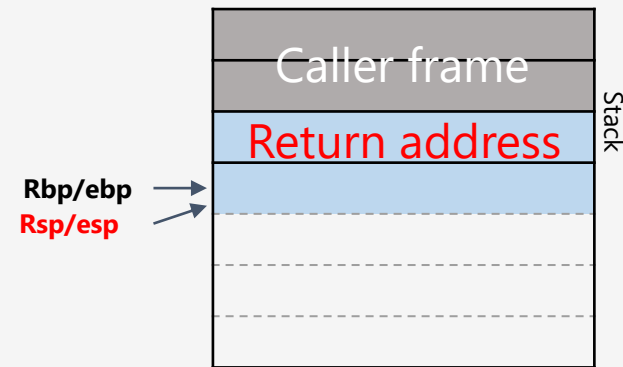 Caller frame
Return address
Stack
Rbp/ebp
Rsp/esp